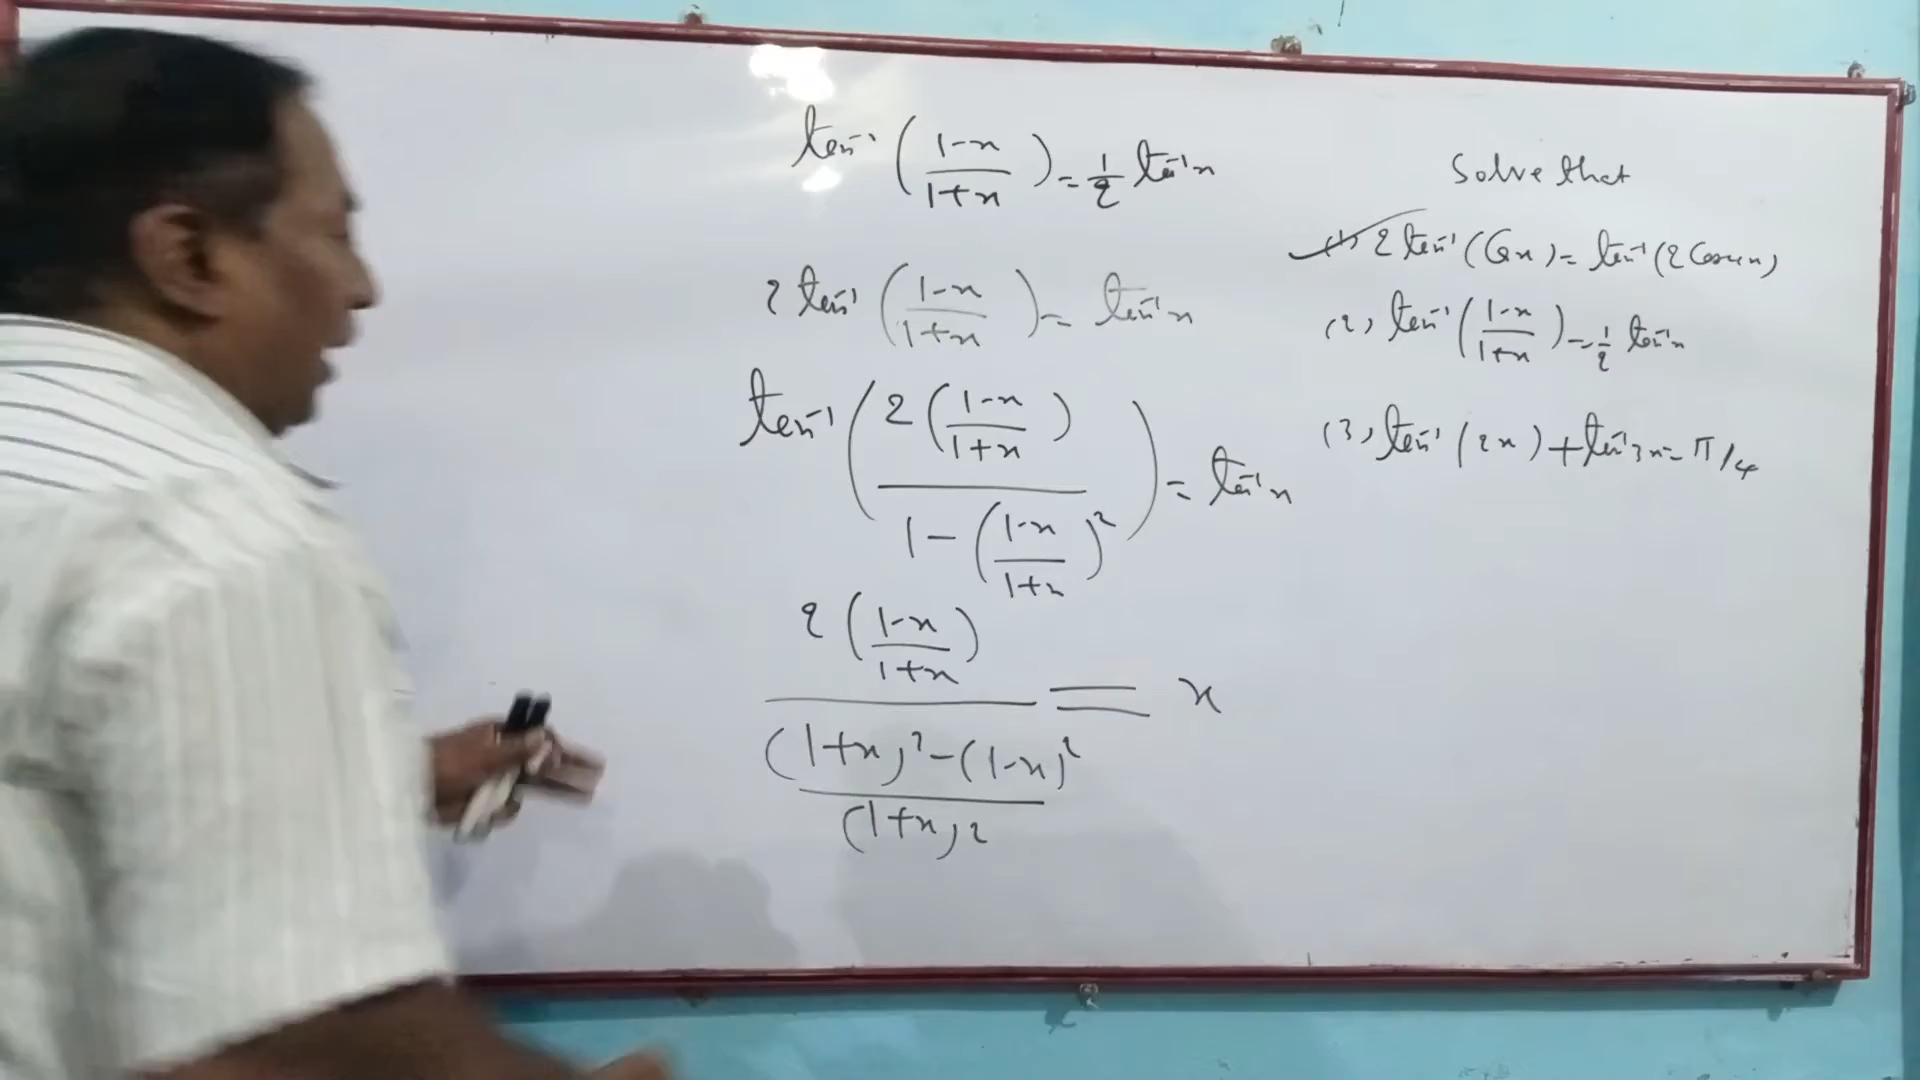 tan⁻¹ (1-x / 1+x) = 1/2 tan⁻¹x
2 tan⁻¹ (1-x / 1+x) = tan⁻¹x
tan⁻¹ (2(1-x / 1+x) / 1-(1-x / 1+x)²) = tan⁻¹x
2(1-x / 1+x) / ((1+x)²-(1-x)² / (1+x)2) = x
Solve that
(1) 2 tan⁻¹(Cosx) = tan⁻¹(2 Cosecx)
(2) tan⁻¹(1-x / 1+x) = 1/2 tan⁻¹x
(3) tan⁻¹(2x) + tan⁻¹3x = π/4